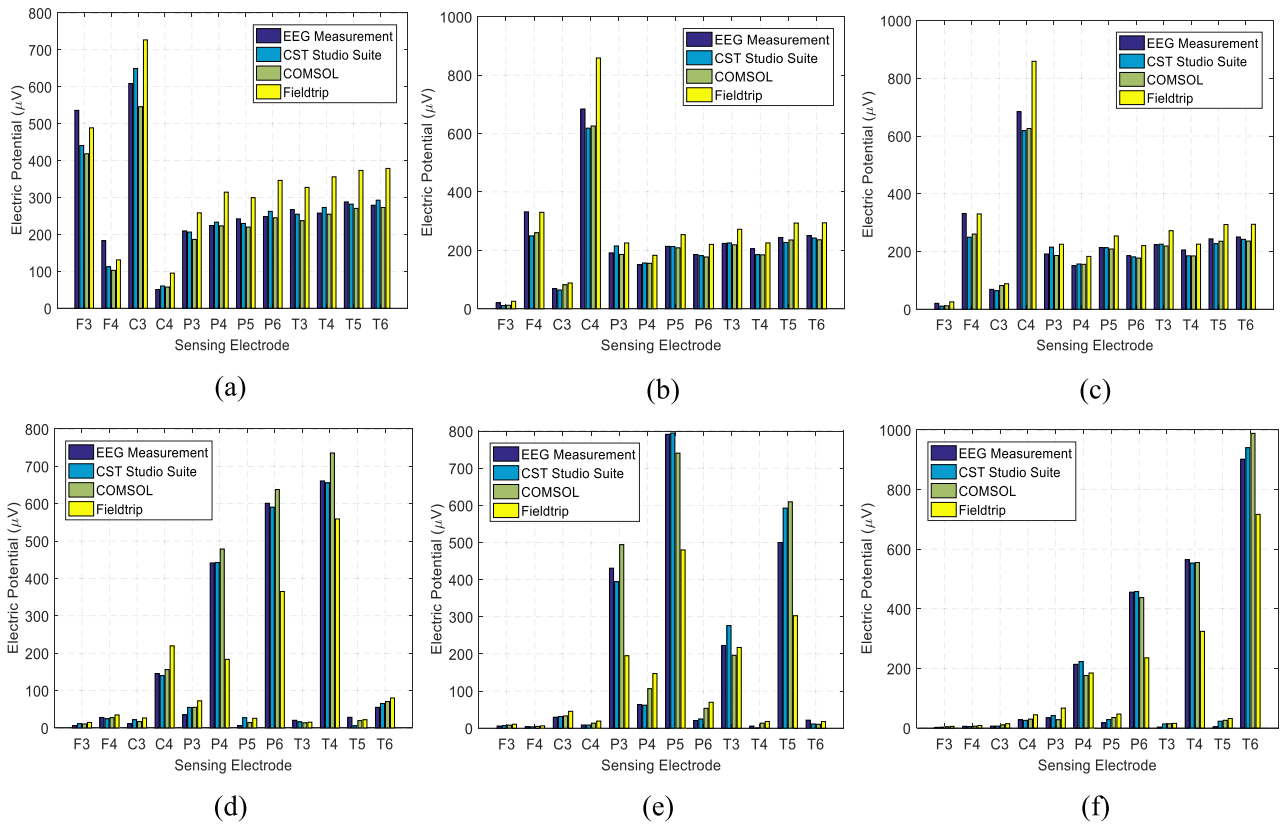 800
700
600
500
400
300
200
100
0
Electric Potential (μV)
EEG Measurement
CST Studio Suite
COMSOL
Fieldtrip
F3 F4 C3 C4 P3 P4 P5 P6 T3 T4 T5 T6
Sensing Electrode
(a)
1000
800
600
400
200
0
Electric Potential (μV)
EEG Measurement
CST Studio Suite
COMSOL
Fieldtrip
F3 F4 C3 C4 P3 P4 P5 P6 T3 T4 T5 T6
Sensing Electrode
(b)
1000
800
600
400
200
0
Electric Potential (μV)
EEG Measurement
CST Studio Suite
COMSOL
Fieldtrip
F3 F4 C3 C4 P3 P4 P5 P6 T3 T4 T5 T6
Sensing Electrode
(c)
800
700
600
500
400
300
200
100
0
Electric Potential (μV)
EEG Measurement
CST Studio Suite
COMSOL
Fieldtrip
F3 F4 C3 C4 P3 P4 P5 P6 T3 T4 T5 T6
Sensing Electrode
(d)
800
700
600
500
400
300
200
100
0
Electric Potential (μV)
EEG Measurement
CST Studio Suite
COMSOL
Fieldtrip
F3 F4 C3 C4 P3 P4 P5 P6 T3 T4 T5 T6
Sensing Electrode
(e)
1000
800
600
400
200
0
Electric Potential (μV)
EEG Measurement
CST Studio Suite
COMSOL
Fieldtrip
F3 F4 C3 C4 P3 P4 P5 P6 T3 T4 T5 T6
Sensing Electrode
(f)